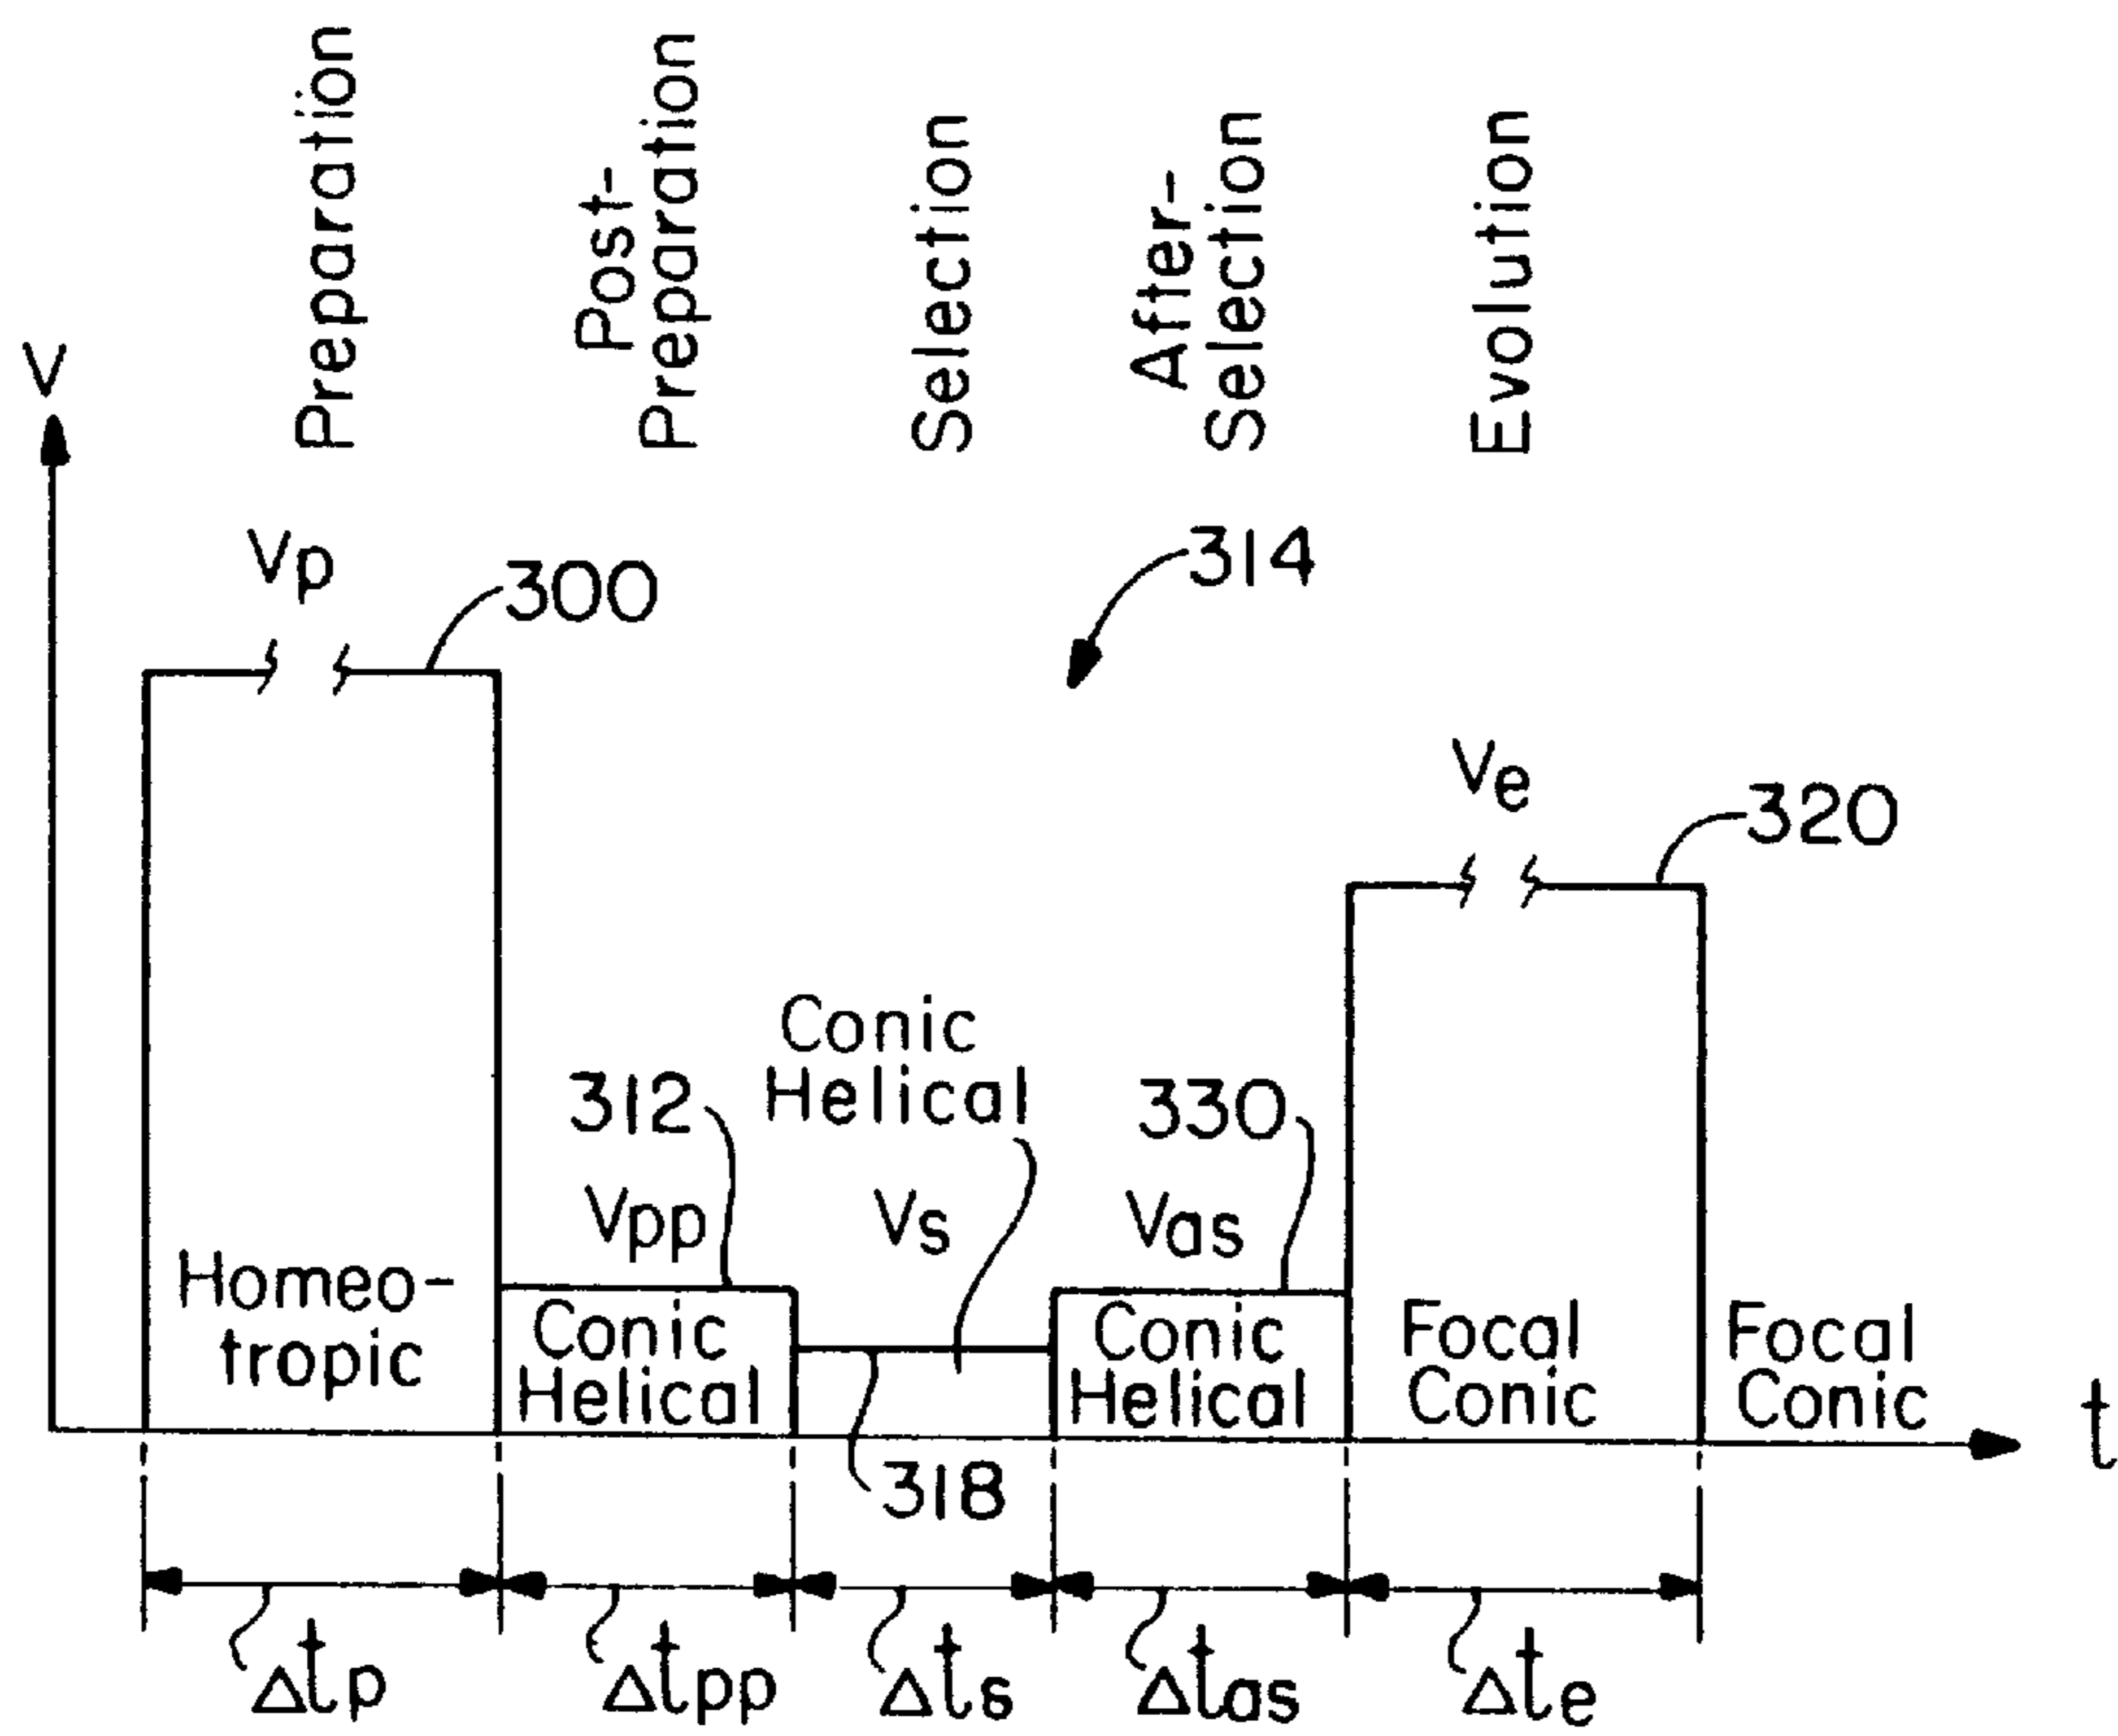 Preparation
Post-
Preparation
Selection
After-
Selection
Evolution
V
Vp
300
314
Ve
320
Conic
Helical
312
330
Vpp
Vs
Vas
Homeo-
tropic
Conic
Helical
Conic
Helical
Focal
Conic
Focal
Conic
t
318
Δtp
Δtpp
Δts
Δtas
Δte